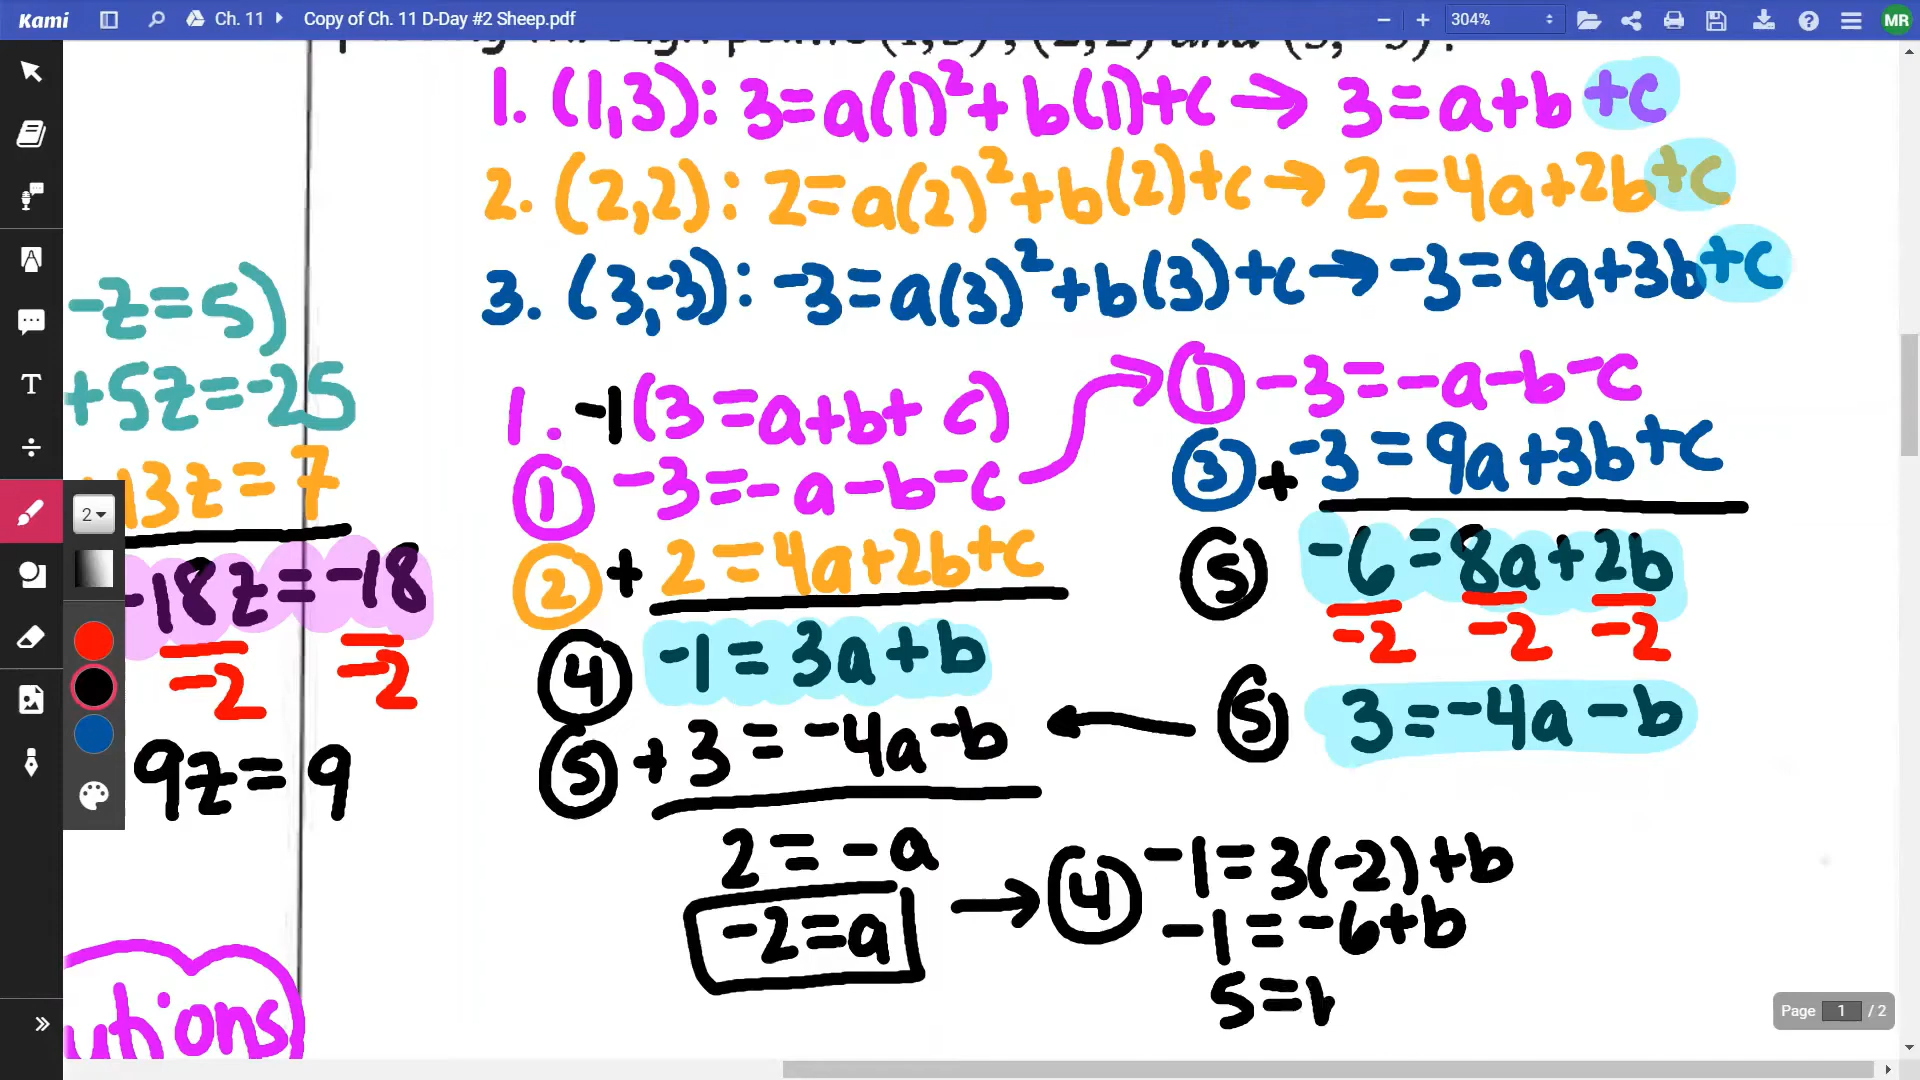 Kami Ch. 11 Copy of Ch. 11 D-Day #2 Sheep.pdf 304% MR
1. (1,3): 3=a(1)²+b(1)+c → 3=a+b+c
2. (2,2): 2=a(2)²+b(2)+c → 2=4a+2b+c
3. (3,-3): -3=a(3)²+b(3)+c → -3=9a+3b+c
-z=5)
+5z=-25
13z=7
-18z=-18
-2 -2
9z=9
utions
1. -1(3=a+b+c)
① -3=-a-b-c
② + 2=4a+2b+c
④ -1=3a+b
⑤ +3=-4a-b
2=-a
-2=a
① -3=-a-b-c
③ + -3=9a+3b+c
⑤ -6=8a+2b
-2 -2 -2
⑤ 3=-4a-b
→ ④ -1=3(-2)+b
-1=-6+b
5=
2
Page 1 / 2